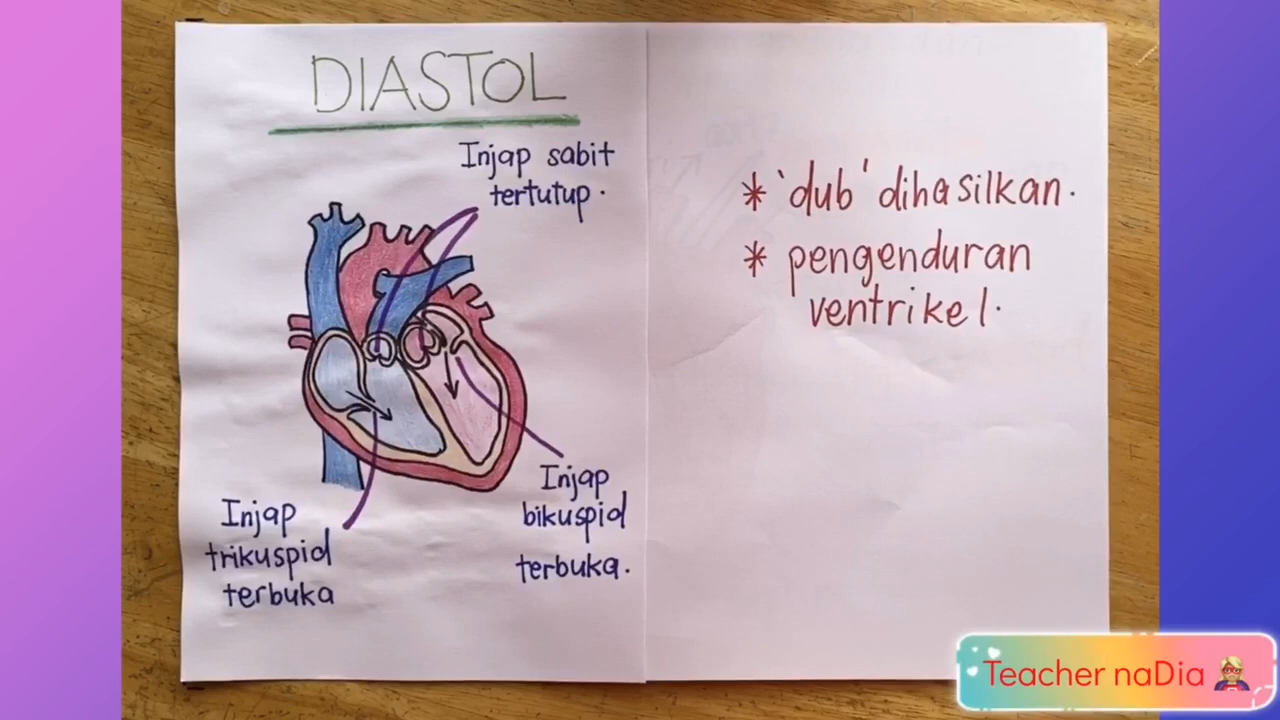 DIASTOL
Injap sabit
tertutup.
Injap
trikuspid
terbuka
Injap
bikuspid
terbuka.
* 'dub' dihasilkan.
* pengenduran
ventrikel.
Teacher naDia